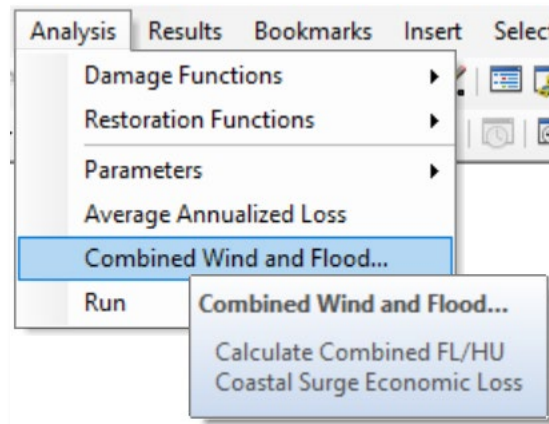 Analysis Results Bookmarks Insert Select
Damage Functions
Restoration Functions
Parameters
Average Annualized Loss
Combined Wind and Flood...
Run
Combined Wind and Flood...
Calculate Combined FL/HU
Coastal Surge Economic Loss